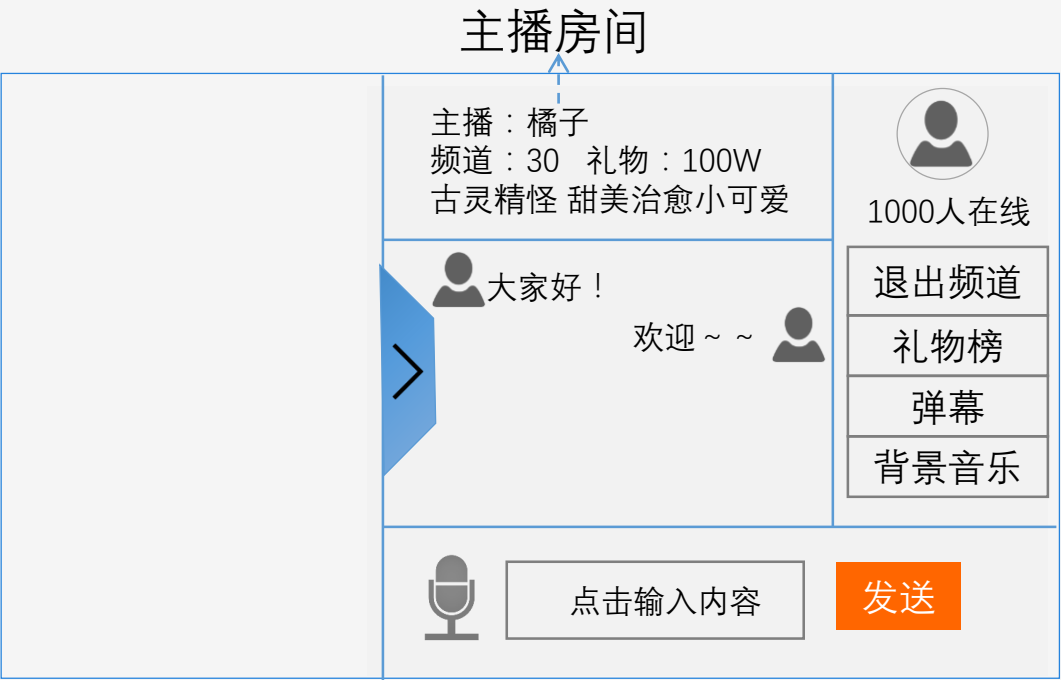 主播房间
主播：橘子
频道：30 礼物：100W
古灵精怪 甜美治愈小可爱
1000人在线
大家好！
欢迎～～
退出频道
礼物榜
弹幕
背景音乐
点击输入内容
发送